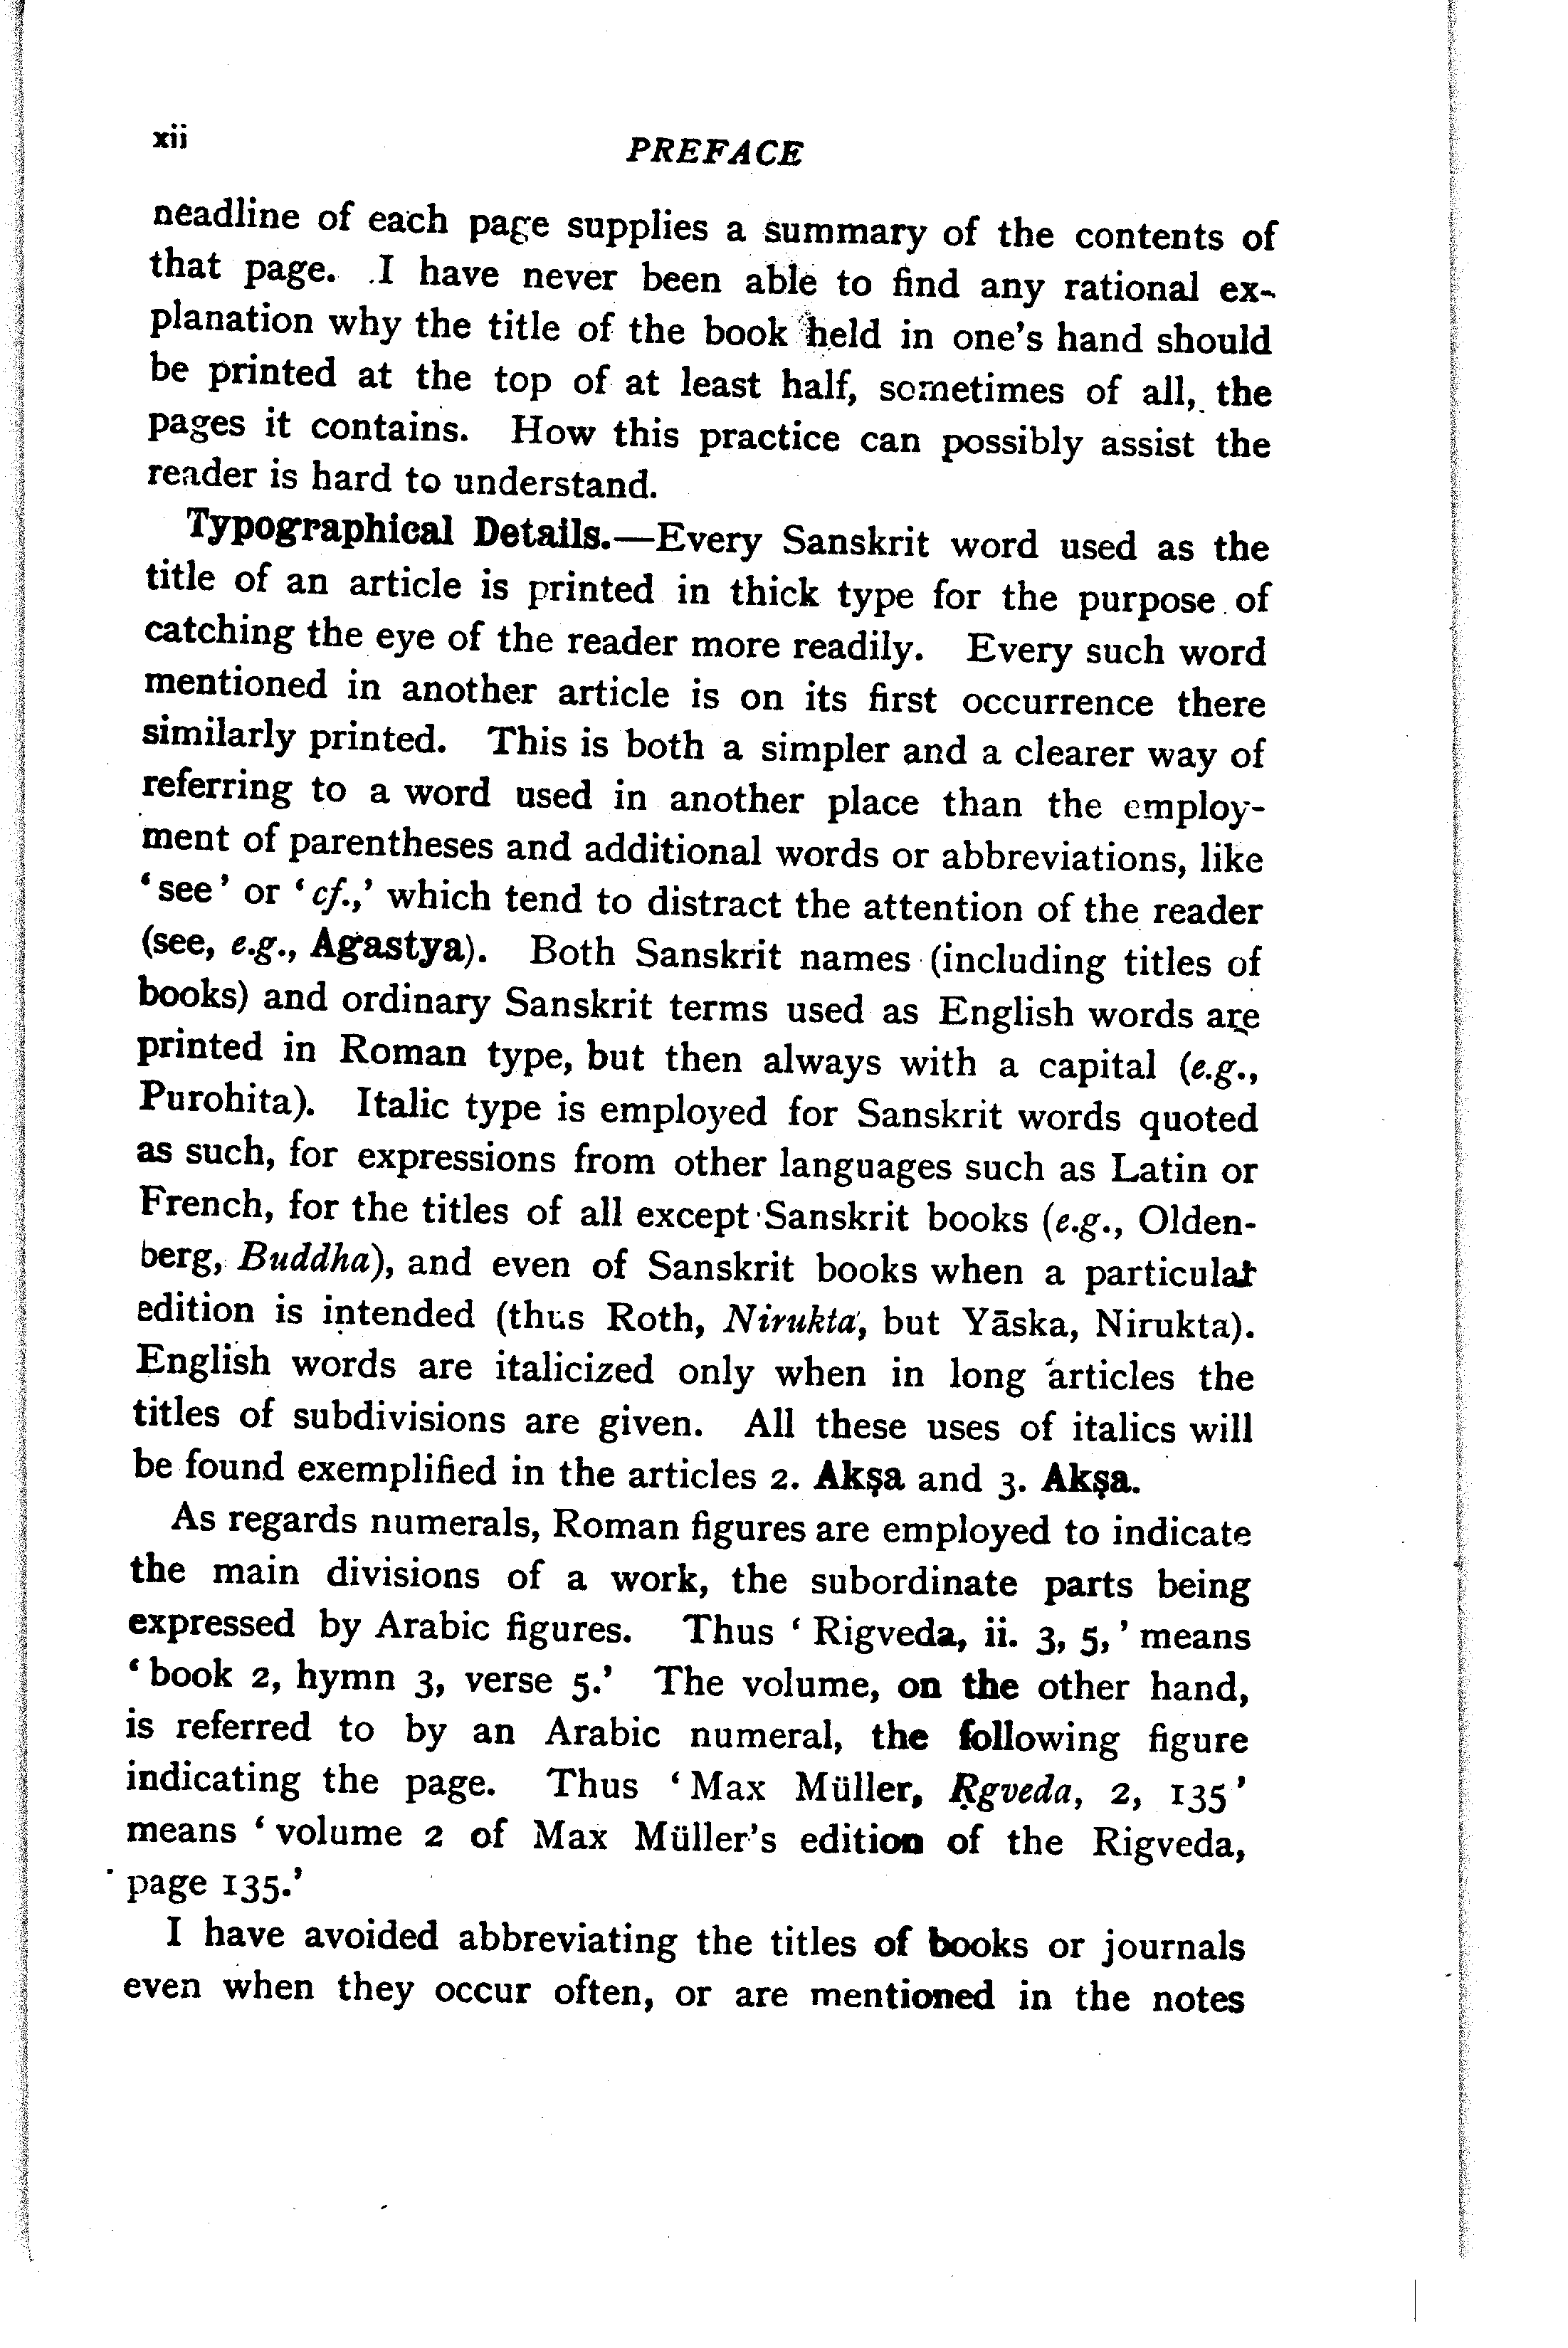 xii
PREFACE
headline of each page supplies a summary of the contents of
that page. I have never been able to find any rational ex-
planation why the title of the book held in one's hand should
be printed at the top of at least half, sometimes of all, the
pages it contains. How this practice can possibly assist the
reader is hard to understand.
Typographical Details.—Every Sanskrit word used as the
title of an article is printed in thick type for the purpose of
catching the eye of the reader more readily. Every such word
mentioned in another article is on its first occurrence there
similarly printed. This is both a simpler and a clearer way of
referring to a word used in another place than the employ-
ment of parentheses and additional words or abbreviations, like
‘see’ or ‘cf.,’ which tend to distract the attention of the reader
(see, e.g., Agastya). Both Sanskrit names (including titles of
books) and ordinary Sanskrit terms used as English words are
printed in Roman type, but then always with a capital (e.g.,
Purohita). Italic type is employed for Sanskrit words quoted
as such, for expressions from other languages such as Latin or
French, for the titles of all except Sanskrit books (e.g., Olden-
berg, Buddha), and even of Sanskrit books when a particular
edition is intended (thus Roth, Nirukta, but Yāska, Nirukta).
English words are italicized only when in long articles the
titles of subdivisions are given. All these uses of italics will
be found exemplified in the articles 2. Akṣa and 3. Akṣa.
As regards numerals, Roman figures are employed to indicate
the main divisions of a work, the subordinate parts being
expressed by Arabic figures. Thus ‘Rigveda, ii. 3, 5,’ means
‘book 2, hymn 3, verse 5.’ The volume, on the other hand,
is referred to by an Arabic numeral, the following figure
indicating the page. Thus ‘Max Müller, Ṛgveda, 2, 135’
means ‘volume 2 of Max Müller's edition of the Rigveda,
page 135.’
I have avoided abbreviating the titles of books or journals
even when they occur often, or are mentioned in the notes